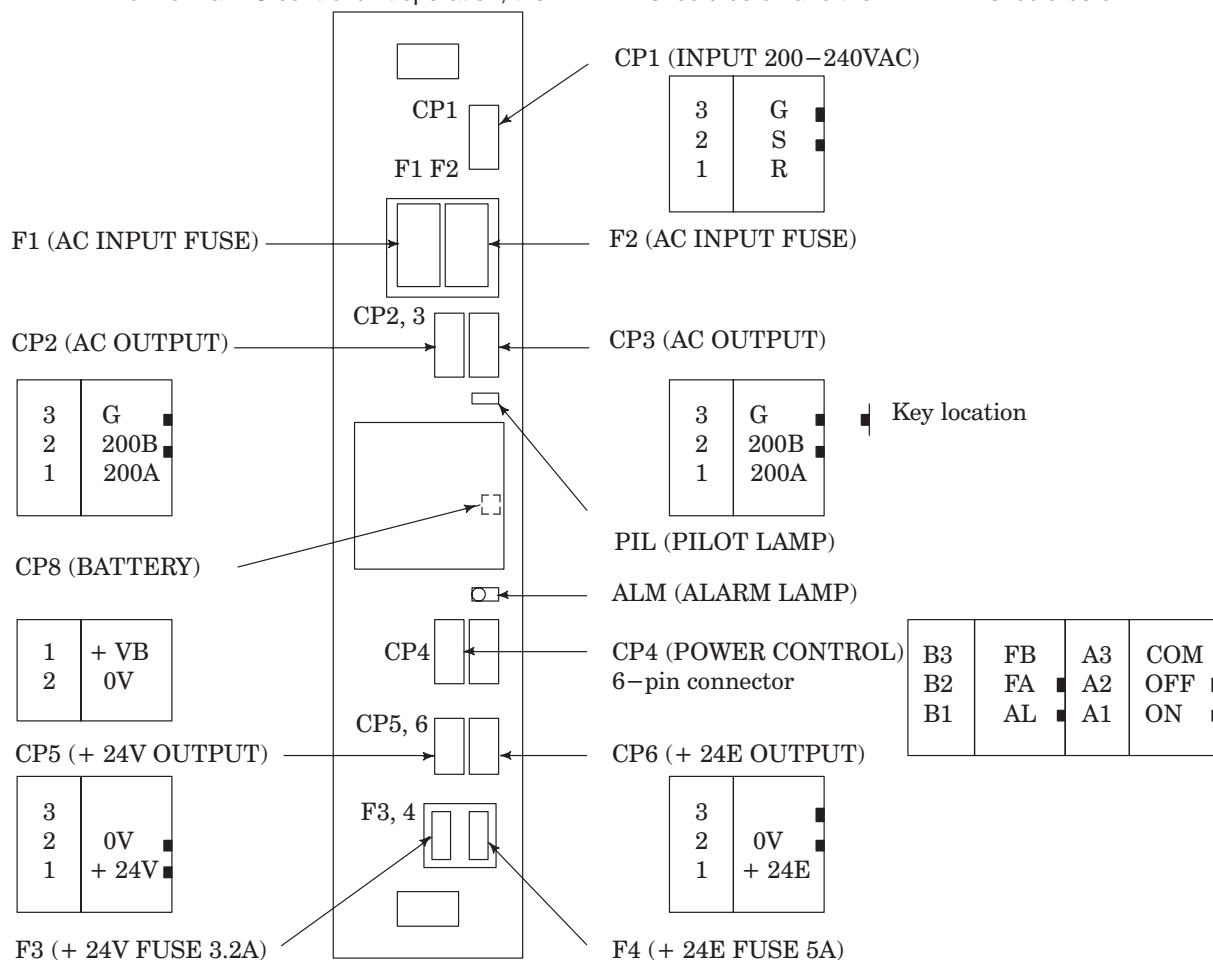 CP1 (INPUT 200−240VAC)
CP1
3 G
2 S
1 R
F1 F2
F1 (AC INPUT FUSE)
F2 (AC INPUT FUSE)
CP2, 3
CP2 (AC OUTPUT)
CP3 (AC OUTPUT)
3 G
2 200B
1 200A
3 G
2 200B
1 200A
Key location
PIL (PILOT LAMP)
CP8 (BATTERY)
ALM (ALARM LAMP)
1 + VB
2 0V
CP4
CP4 (POWER CONTROL)
6−pin connector
B3 FB A3 COM
B2 FA A2 OFF
B1 AL A1 ON
CP5, 6
CP5 (+ 24V OUTPUT)
CP6 (+ 24E OUTPUT)
3
2 0V
1 + 24V
F3, 4
3
2 0V
1 + 24E
F3 (+ 24V FUSE 3.2A)
F4 (+ 24E FUSE 5A)